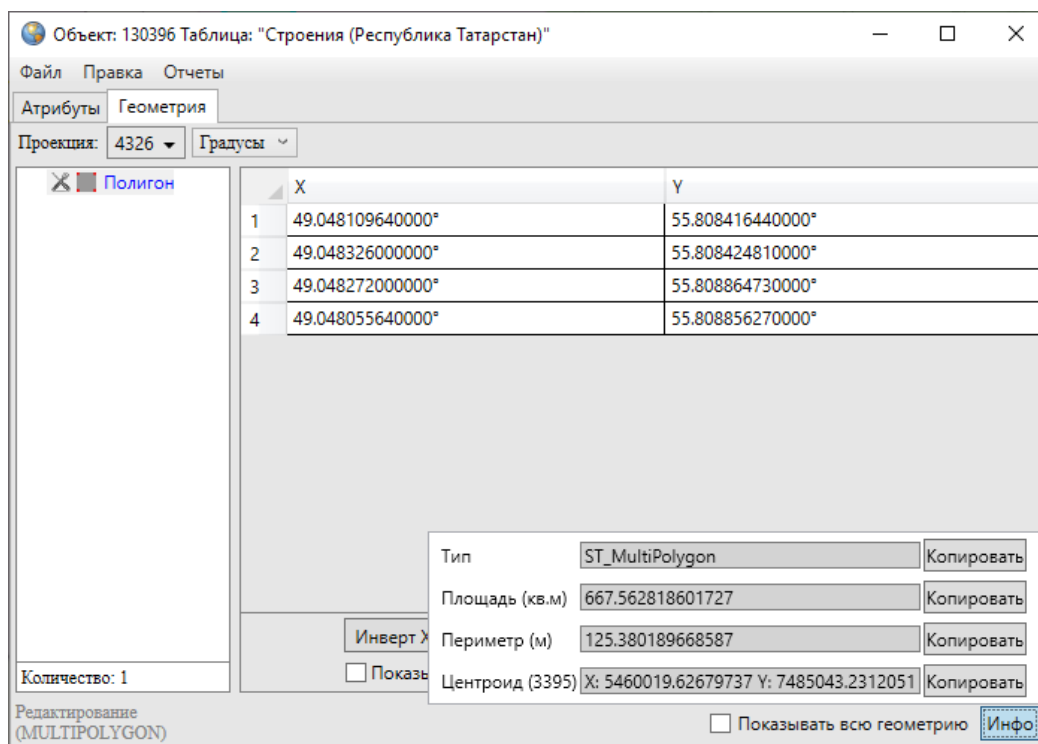 Объект: 130396 Таблица: "Строения (Республика Татарстан)"
Файл Правка Отчеты
Атрибуты Геометрия
Проекция: 4326 Градусы
Полигон
X Y
1 49.048109640000° 55.808416440000°
2 49.048326000000° 55.808424810000°
3 49.048272000000° 55.808864730000°
4 49.048055640000° 55.808856270000°
Тип ST_MultiPolygon Копировать
Площадь (кв.м) 667.562818601727 Копировать
Инверт X
Периметр (м) 125.380189668587 Копировать
Показы
Центроид (3395) X: 5460019.62679737 Y: 7485043.2312051 Копировать
Количество: 1
Редактирование
(MULTIPOLYGON)
Показывать всю геометрию Инфо